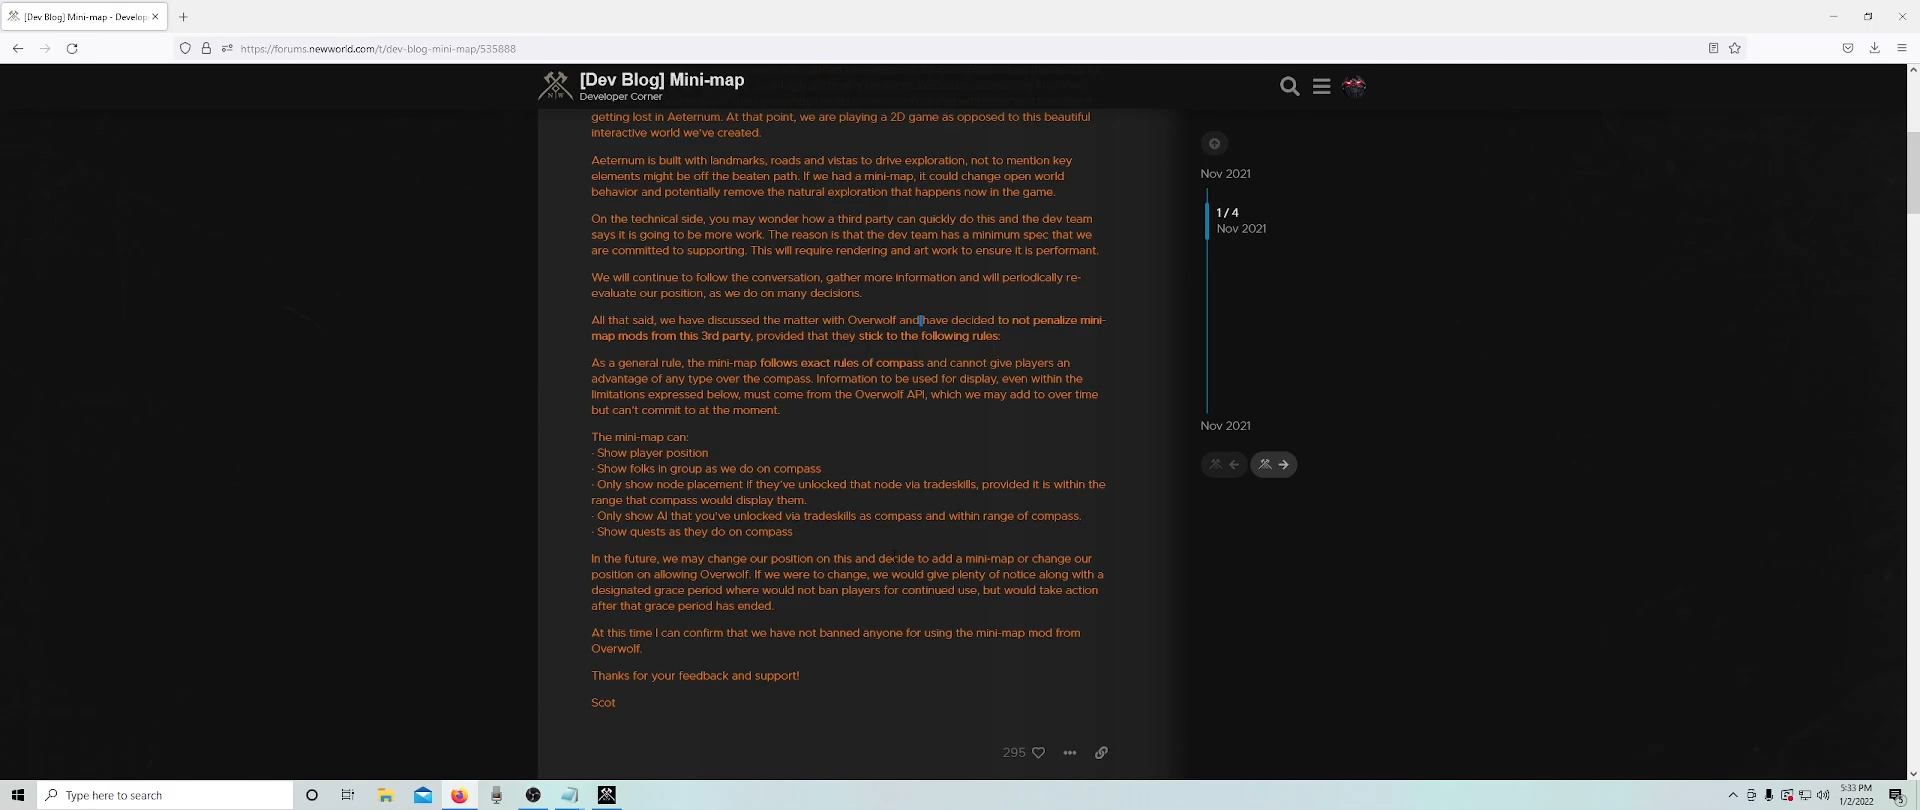 [Dev Blog] Mini-map - Develop
https://forums.newworld.com/t/dev-blog-mini-map/535888
[Dev Blog] Mini-map
Developer Corner
getting lost in Aeternum. At that point, we are playing a 2D game as opposed to this beautiful
interactive world we've created.
Aeternum is built with landmarks, roads and vistas to drive exploration, not to mention key
elements might be off the beaten path. If we had a mini-map, it could change open world
behavior and potentially remove the natural exploration that happens now in the game.
On the technical side, you may wonder how a third party can quickly do this and the dev team
says it is going to be more work. The reason is that the dev team has a minimum spec that we
are committed to supporting. This will require rendering and art work to ensure it is performant.
We will continue to follow the conversation, gather more information and will periodically re-
evaluate our position, as we do on many decisions.
All that said, we have discussed the matter with Overwolf and have decided to not penalize mini-
map mods from this 3rd party, provided that they stick to the following rules:
As a general rule, the mini-map follows exact rules of compass and cannot give players an
advantage of any type over the compass. Information to be used for display, even within the
limitations expressed below, must come from the Overwolf API, which we may add to over time
but can't commit to at the moment.
The mini-map can:
· Show player position
· Show folks in group as we do on compass
· Only show node placement if they've unlocked that node via tradeskills, provided it is within the
range that compass would display them.
· Only show AI that you've unlocked via tradeskills as compass and within range of compass.
· Show quests as they do on compass
In the future, we may change our position on this and decide to add a mini-map or change our
position on allowing Overwolf. If we were to change, we would give plenty of notice along with a
designated grace period where would not ban players for continued use, but would take action
after that grace period has ended.
At this time I can confirm that we have not banned anyone for using the mini-map mod from
Overwolf.
Thanks for your feedback and support!
Scot
295
Nov 2021
1 / 4
Nov 2021
Nov 2021
Type here to search
5:33 PM
1/2/2022